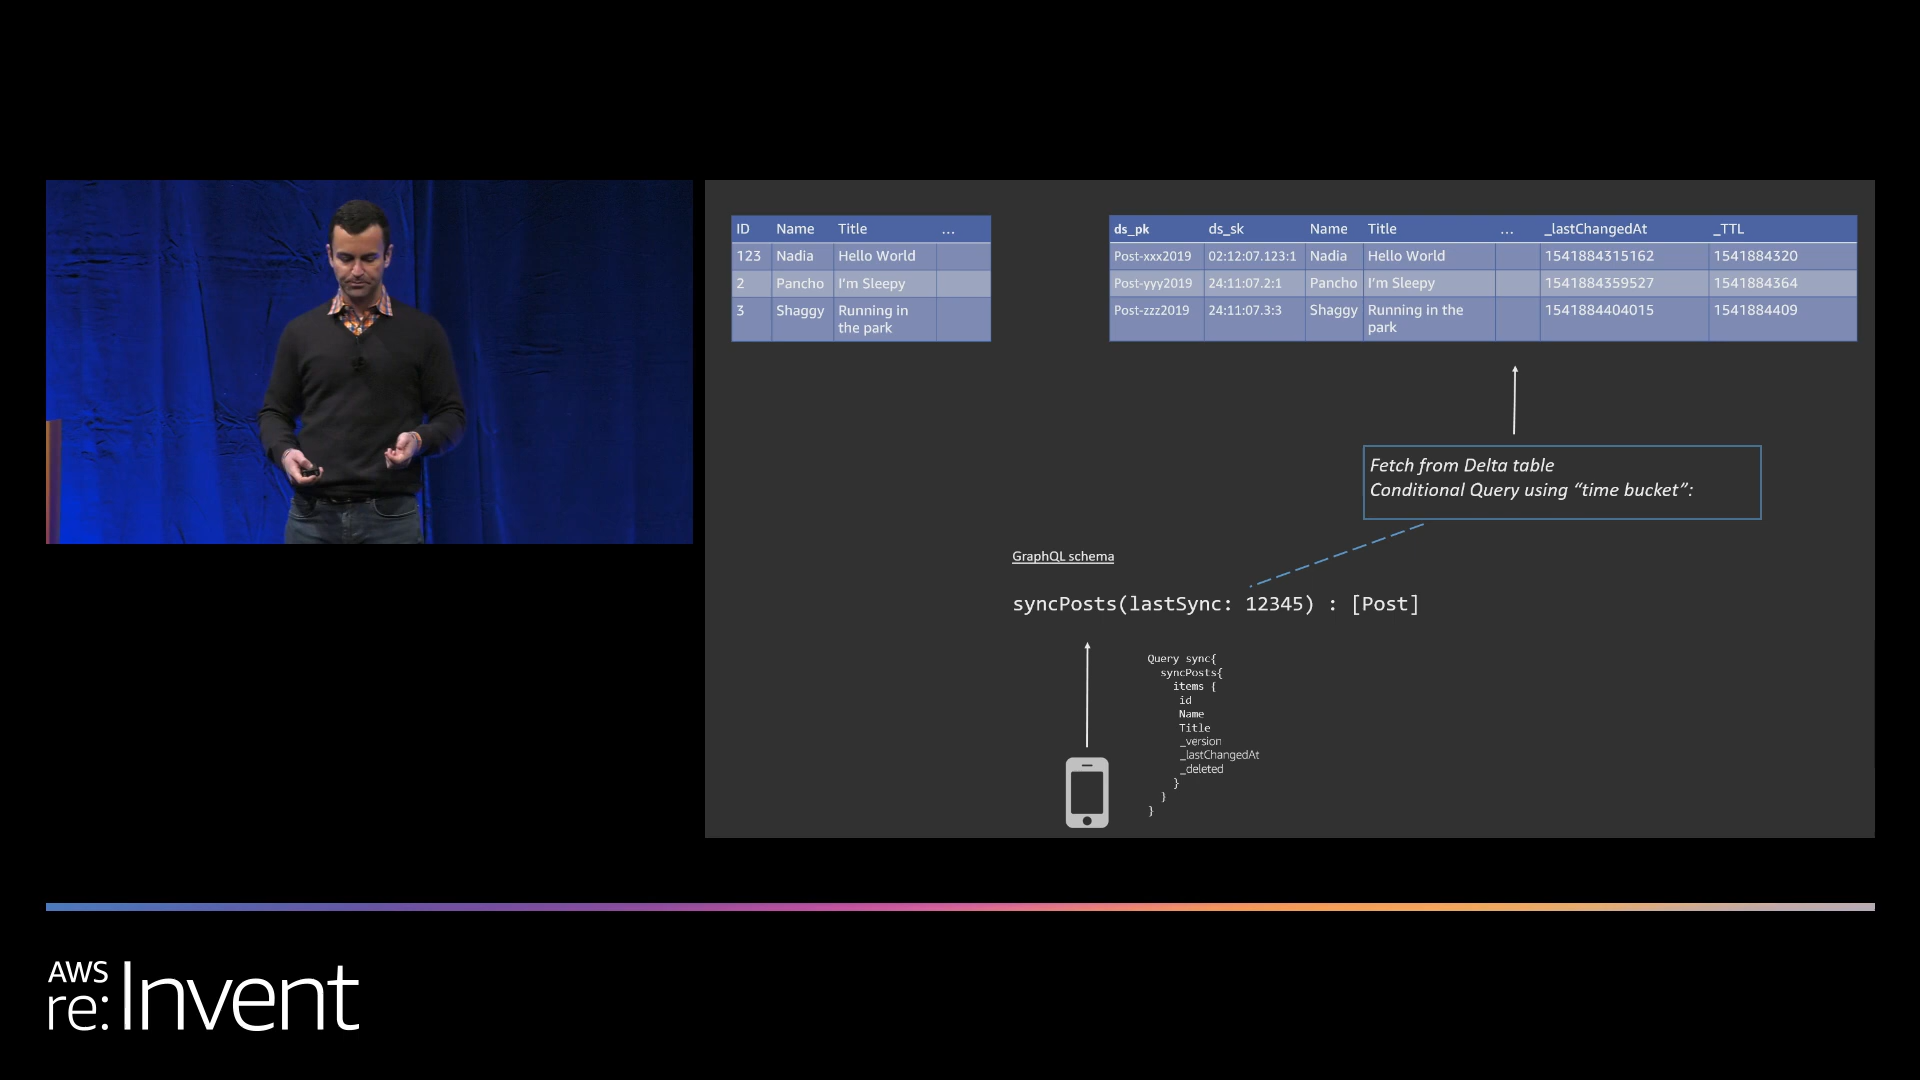 ID Name Title ...
123 Nadia Hello World
2 Pancho I'm Sleepy
3 Shaggy Running in
the park
ds_pk ds_sk Name Title ... _lastChangedAt _TTL
Post-xxx2019 02:12:07.123:1 Nadia Hello World 1541884315162 1541884320
Post-yyy2019 24:11:07.2:1 Pancho I'm Sleepy 1541884359527 1541884364
Post-zzz2019 24:11:07.3:3 Shaggy Running in the 1541884404015 1541884409
park
Fetch from Delta table
Conditional Query using “time bucket”:
GraphQL schema
syncPosts(lastSync: 12345) : [Post]
Query sync{
syncPosts{
items {
id
Name
Title
_version
_lastChangedAt
_deleted
}
}
}
AWS
re:Invent